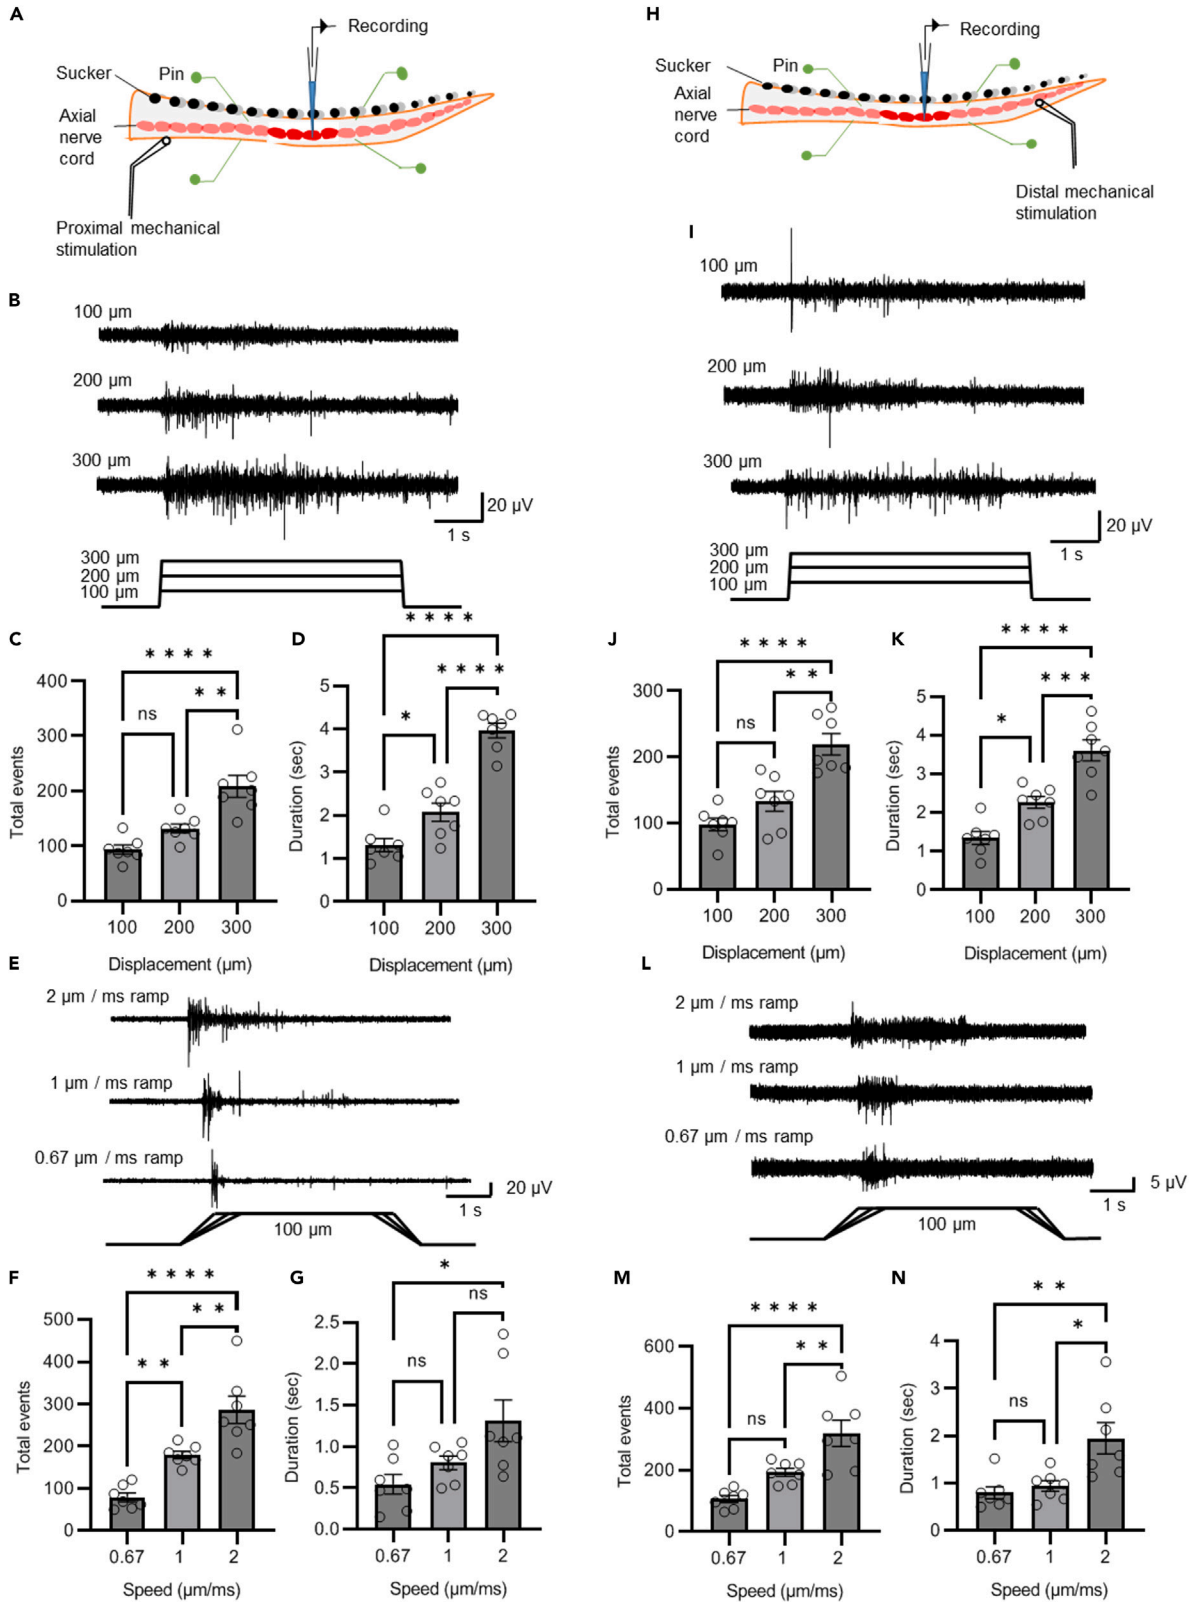 A
Recording
Sucker
Pin
Axial
nerve
cord
Proximal mechanical
stimulation
B
100 µm
200 µm
300 µm
20 µV
1 s
300 µm
200 µm
100 µm
C
* * * *
* *
ns
400
300
200
100
0
Total events
100
200
300
Displacement (µm)
D
* * * *
* * * *
*
5
4
3
2
1
0
Duration (sec)
100
200
300
Displacement (µm)
E
2 µm / ms ramp
1 µm / ms ramp
0.67 µm / ms ramp
20 µV
1 s
100 µm
F
* * * *
* *
* *
500
400
300
200
100
0
Total events
0.67
1
2
Speed (µm/ms)
G
*
ns
ns
2.5
2.0
1.5
1.0
0.5
0.0
Duration (sec)
0.67
1
2
Speed (µm/ms)
H
Recording
Sucker
Pin
Axial
nerve
cord
Distal mechanical
stimulation
I
100 µm
200 µm
300 µm
20 µV
1 s
300 µm
200 µm
100 µm
J
* * * *
* *
ns
300
200
100
0
Total events
100
200
300
Displacement (µm)
K
* * * *
* * *
*
5
4
3
2
1
0
Duration (sec)
100
200
300
Displacement (µm)
L
2 µm / ms ramp
1 µm / ms ramp
0.67 µm / ms ramp
5 µV
1 s
100 µm
M
* * * *
* *
ns
600
400
200
0
Total events
0.67
1
2
Speed (µm/ms)
N
* *
*
ns
4
3
2
1
0
Duration (sec)
0.67
1
2
Speed (µm/ms)